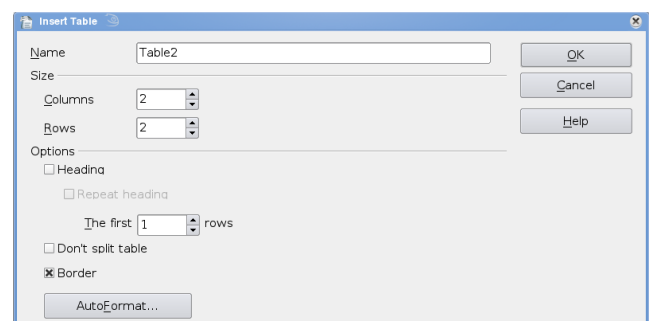 Insert Table
Name Table2 OK
Size
Cancel
Columns 2
Help
Rows 2
Options
Heading
Repeat heading
The first 1 rows
Don't split table
Border
AutoFormat...